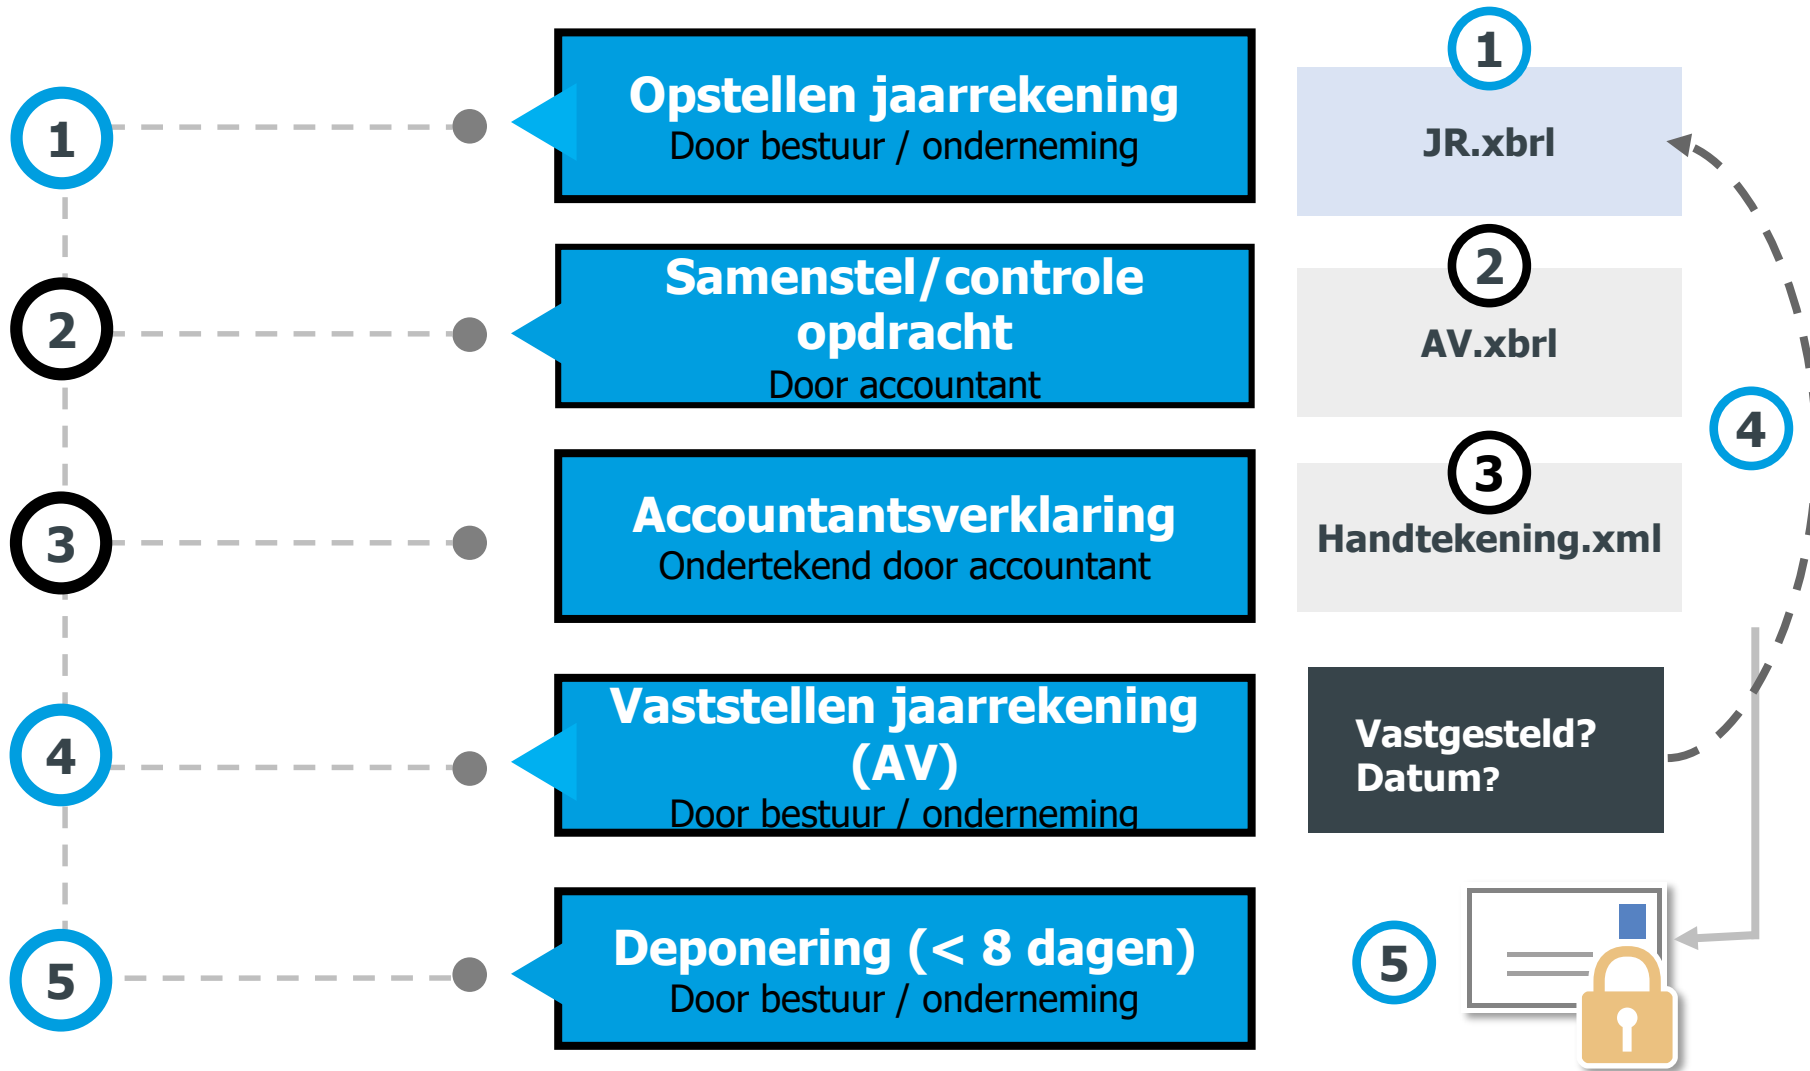 1
Opstellen jaarrekening
Door bestuur / onderneming
1
JR.xbrl
2
Samenstel/controle
opdracht
Door accountant
2
AV.xbrl
4
3
Accountantsverklaring
Ondertekend door accountant
3
Handtekening.xml
4
Vaststellen jaarrekening
(AV)
Door bestuur / onderneming
Vastgesteld?
Datum?
5
Deponering (< 8 dagen)
Door bestuur / onderneming
5